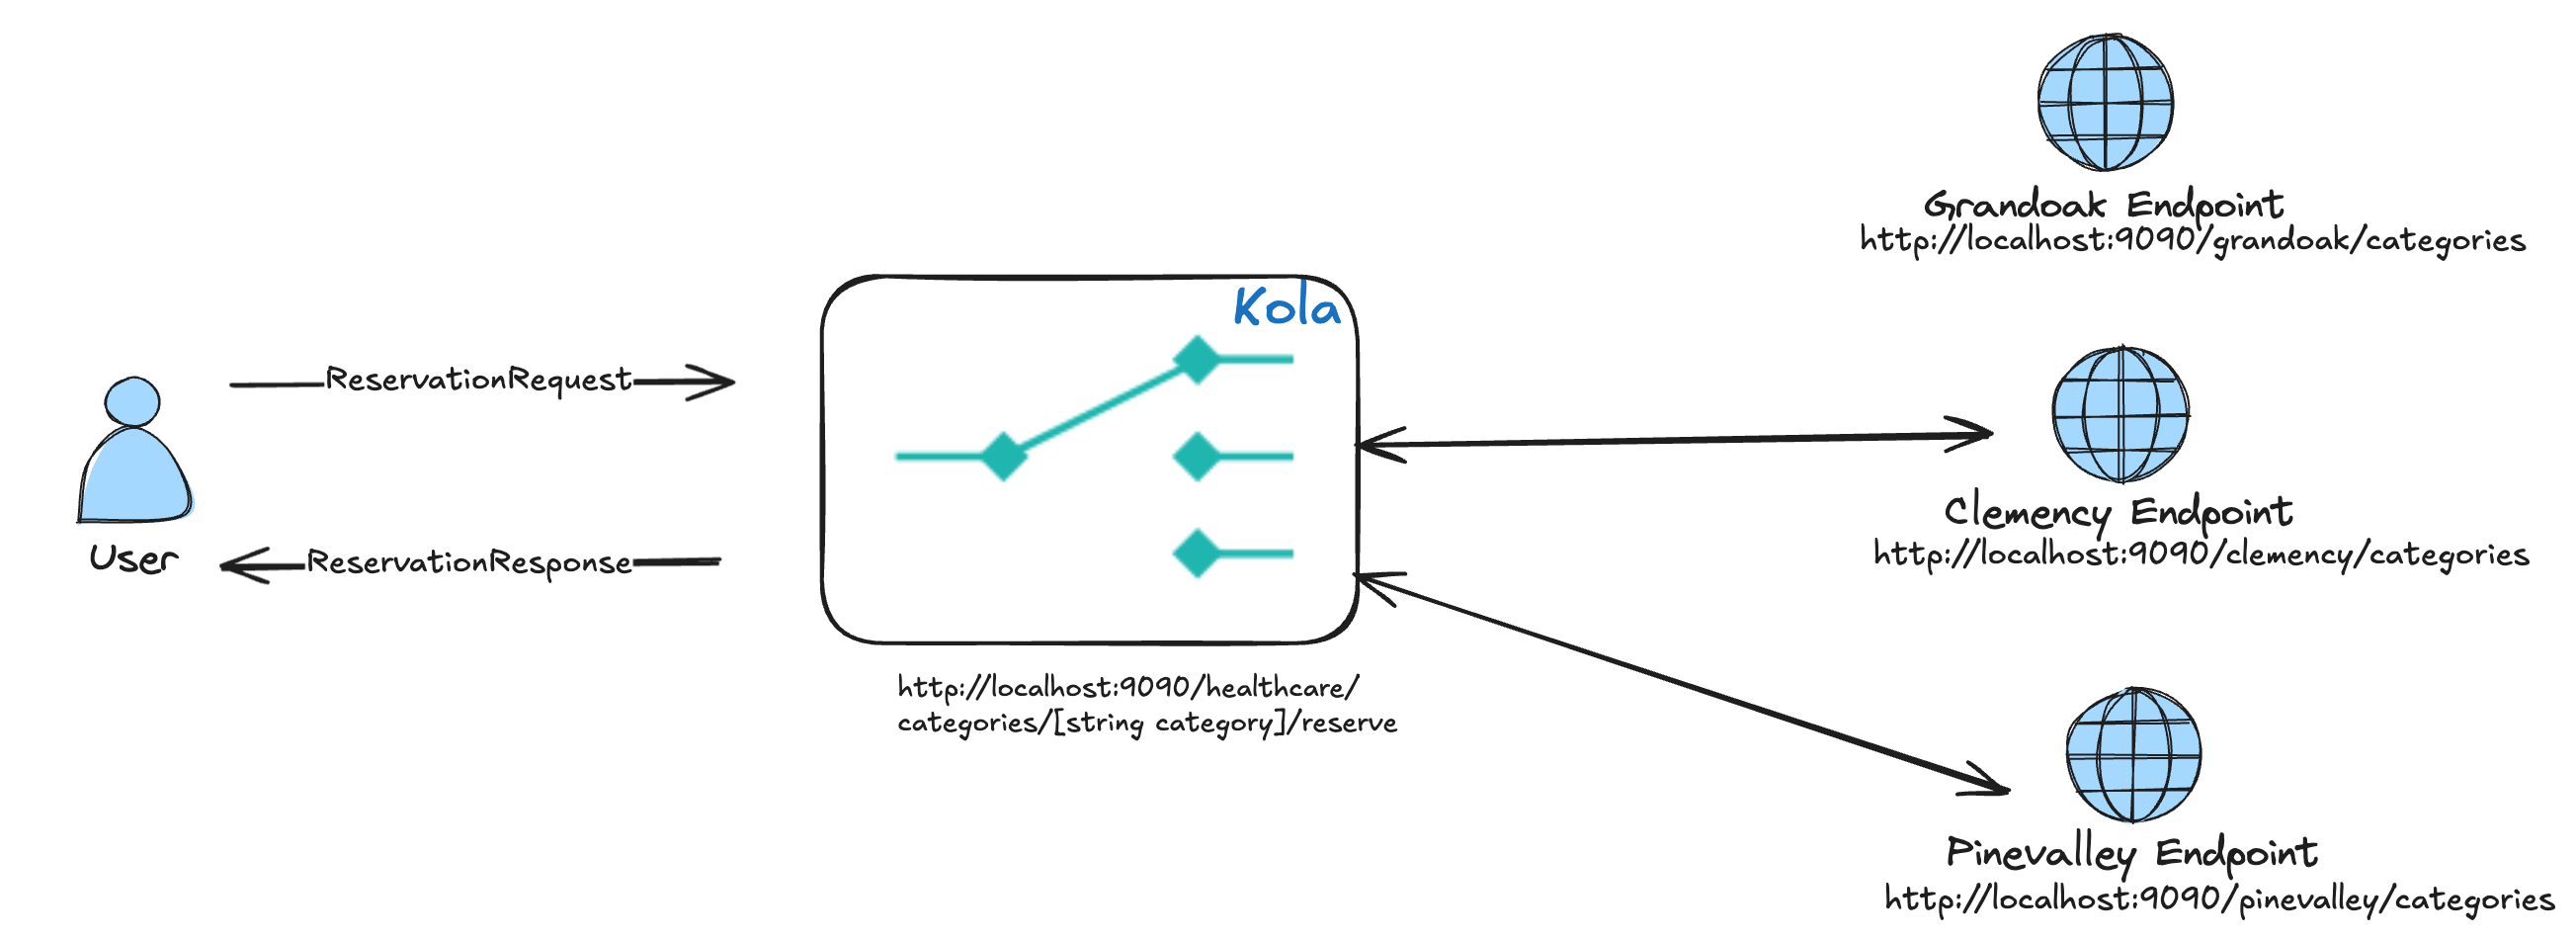 Grandoak Endpoint
http://localhost:9090/grandoak/categories
Kola
ReservationRequest
User
ReservationResponse
Clemency Endpoint
http://localhost:9090/clemency/categories
http://localhost:9090/healthcare/
categories/[string category]/reserve
Pinevalley Endpoint
http://localhost:9090/pinevalley/categories